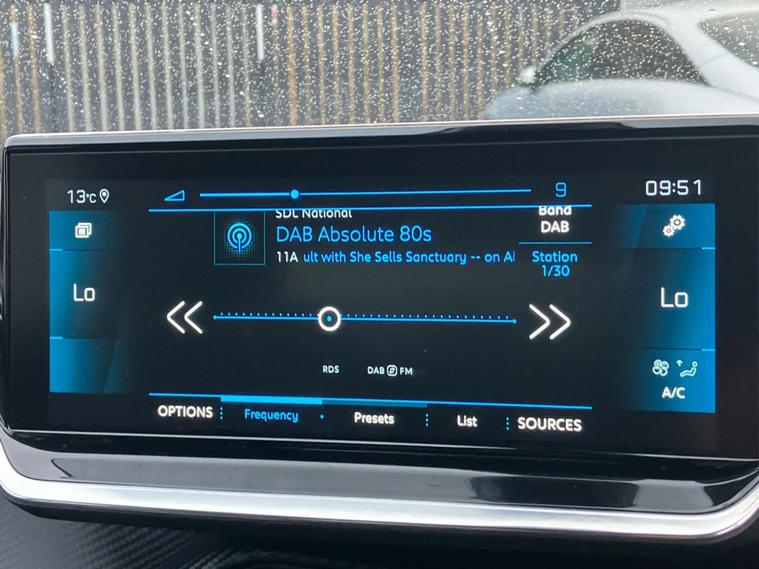 13°C
9
09:51
SDL National
DAB Absolute 80s
11A ult with She Sells Sanctuary -- on Al
Band
DAB
Station
1/30
Lo
Lo
RDS
DAB FM
A/C
OPTIONS
Frequency
Presets
List
SOURCES